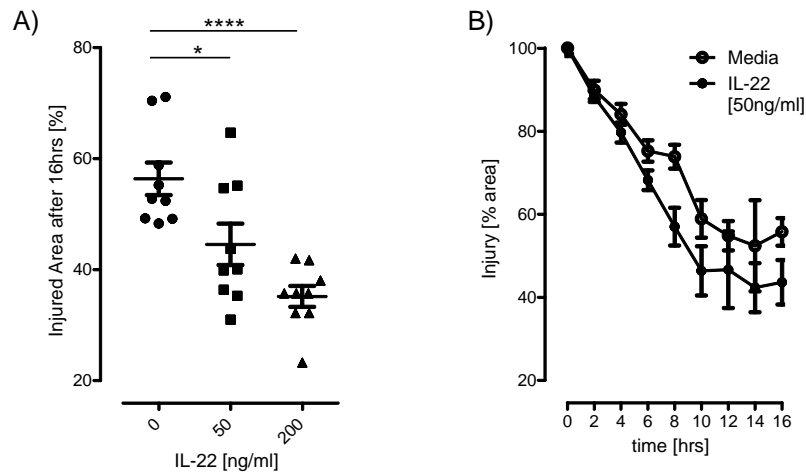 A)
****
*
Injured Area after 16hrs [%]
80
60
40
20
0
50
200
IL-22 [ng/ml]
B)
Injury [% area]
100
80
60
40
20
Media
IL-22
[50ng/ml]
0 2 4 6 8 10 12 14 16
time [hrs]